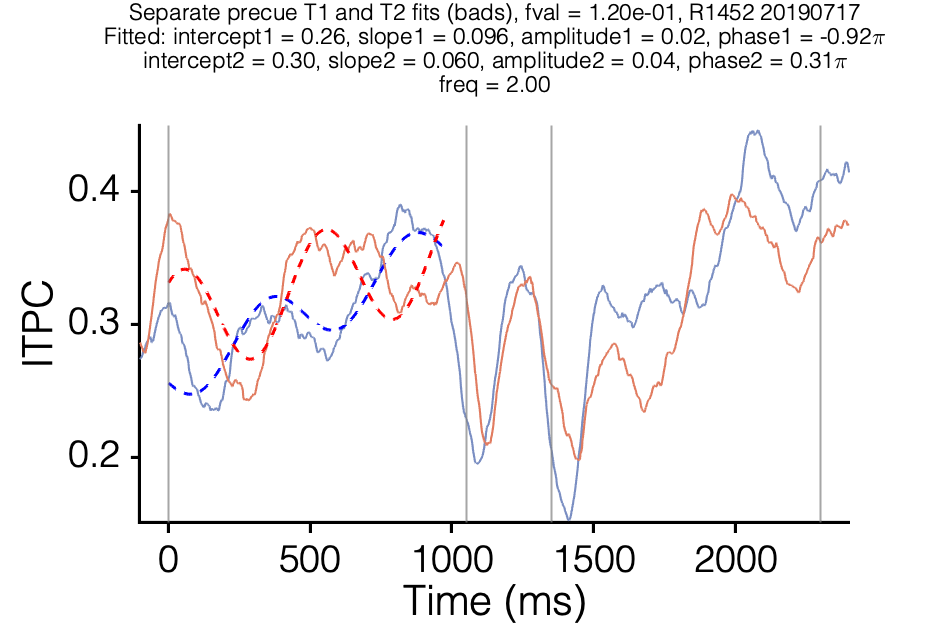 Separate precue T1 and T2 fits (bads), fval = 1.20e-01, R1452 20190717
Fitted: intercept1 = 0.26, slope1 = 0.096, amplitude1 = 0.02, phase1 = -0.92π
intercept2 = 0.30, slope2 = 0.060, amplitude2 = 0.04, phase2 = 0.31π
freq = 2.00
0.4
0.3
0.2
ITPC
0 500 1000 1500 2000
Time (ms)